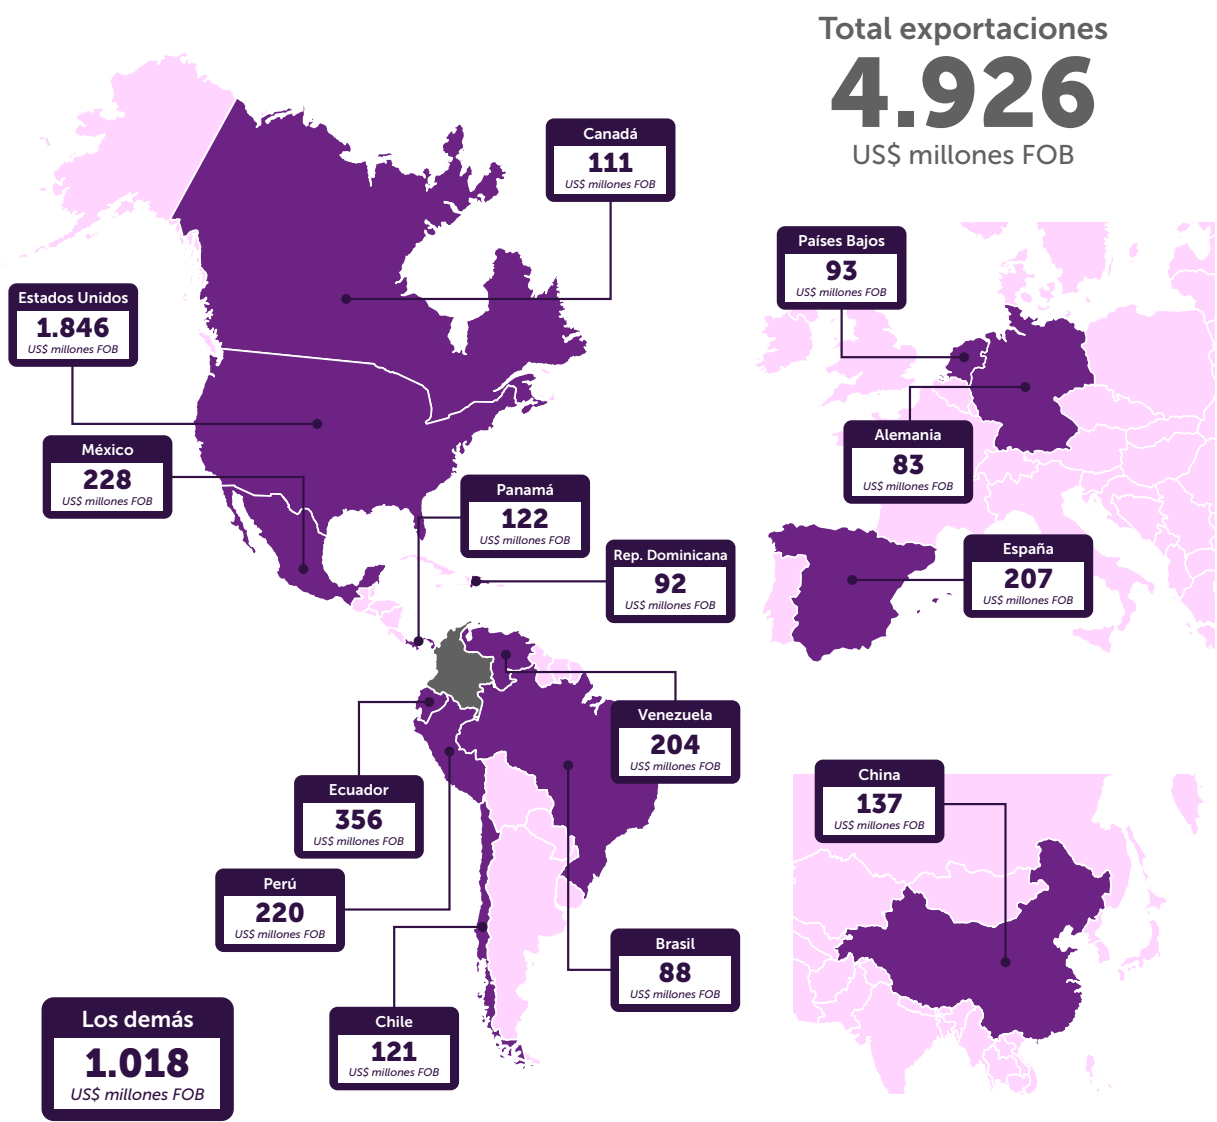 Total exportaciones
4.926
US$ millones FOB
Canadá
111
US$ millones FOB
Países Bajos
93
US$ millones FOB
Estados Unidos
1.846
US$ millones FOB
Alemania
83
US$ millones FOB
México
228
US$ millones FOB
Panamá
122
US$ millones FOB
Rep. Dominicana
92
US$ millones FOB
España
207
US$ millones FOB
Venezuela
204
US$ millones FOB
Ecuador
356
US$ millones FOB
China
137
US$ millones FOB
Perú
220
US$ millones FOB
Brasil
88
US$ millones FOB
Los demás
1.018
US$ millones FOB
Chile
121
US$ millones FOB